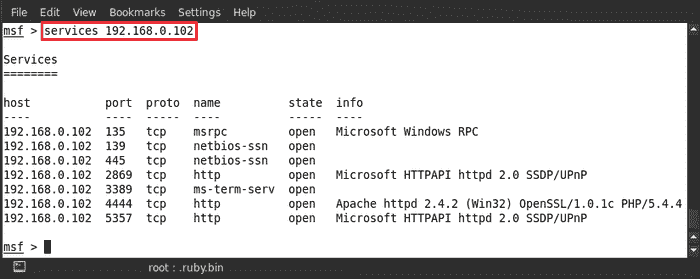 File Edit View Bookmarks Settings Help
msf > services 192.168.0.102
Services
========
host port proto name state info
---- ---- ----- ---- ----- ----
192.168.0.102 135 tcp msrpc open Microsoft Windows RPC
192.168.0.102 139 tcp netbios-ssn open
192.168.0.102 445 tcp netbios-ssn open
192.168.0.102 2869 tcp http open Microsoft HTTPAPI httpd 2.0 SSDP/UPnP
192.168.0.102 3389 tcp ms-term-serv open
192.168.0.102 4444 tcp http open Apache httpd 2.4.2 (Win32) OpenSSL/1.0.1c PHP/5.4.4
192.168.0.102 5357 tcp http open Microsoft HTTPAPI httpd 2.0 SSDP/UPnP
msf >
root : .ruby.bin